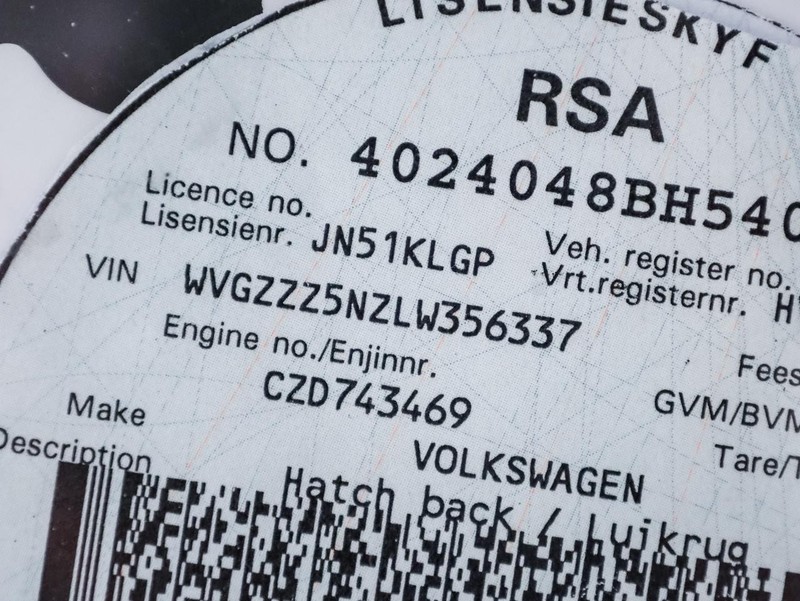 LISENSIESKYF
RSA
NO. 4024048BH540
Licence no.
Lisensienr. JN51KLGP
Veh. register no.
Vrt.registernr. H
VIN WVGZZZ5NZLW356337
Engine no./Enjinnr.
CZD743469
Fees
GVM/BVM
Tare/T
Make VOLKSWAGEN
Description Hatch back / Luikrug